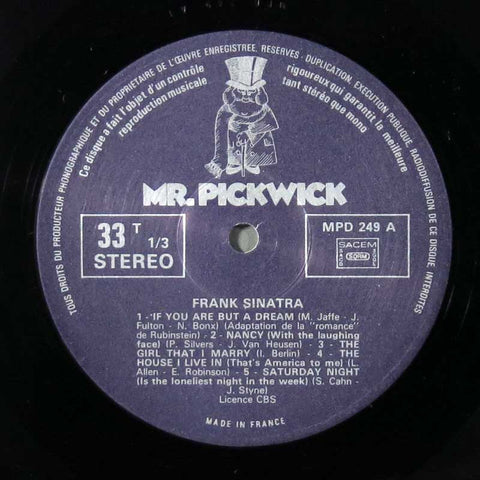 TOUS DROITS DU PRODUCTEUR PHONOGRAPHIQUE ET DU PROPRIETAIRE DE L'ŒUVRE ENREGISTREE, RESERVES - DUPLICATION, EXECUTION PUBLIQUE, RADIODIFFUSION DE CE DISQUE, INTERDITES
Ce disque a fait l'objet d'un contrôle
rigoureux qui garantit la meilleure
reproduction musicale
tant stéréo que mono
MR. PICKWICK
33 T 1/3
STEREO
MPD 249 A
SACEM
SDRM
FRANK SINATRA
1 - 'IF YOU ARE BUT A DREAM (M. Jaffe - J.
Fulton - N. Bonx) (Adaptation de la "romance"
de Rubinstein) - 2 - NANCY (With the laughing
face) (P. Silvers - J. Van Heusen) - 3 - THE
GIRL THAT I MARRY (I. Berlin) - 4 - THE
HOUSE I LIVE IN (That's America to me) (L.
Allen - E. Robinson) - 5 - SATURDAY NIGHT
(Is the loneliest night in the week) (S. Cahn -
J. Styne)
Licence CBS
MADE IN FRANCE